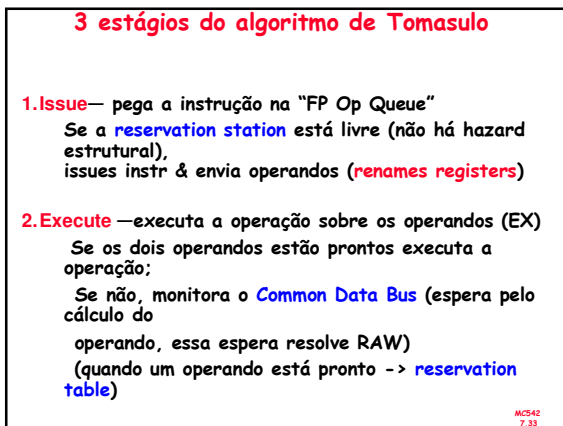 3 estágios do algoritmo de Tomasulo
1.Issue— pega a instrução na “FP Op Queue”
Se a reservation station está livre (não há hazard
estrutural),
issues instr & envia operandos (renames registers)
2.Execute —executa a operação sobre os operandos (EX)
Se os dois operandos estão prontos executa a
operação;
Se não, monitora o Common Data Bus (espera pelo
cálculo do
operando, essa espera resolve RAW)
(quando um operando está pronto -> reservation
table)
MC542
7.33